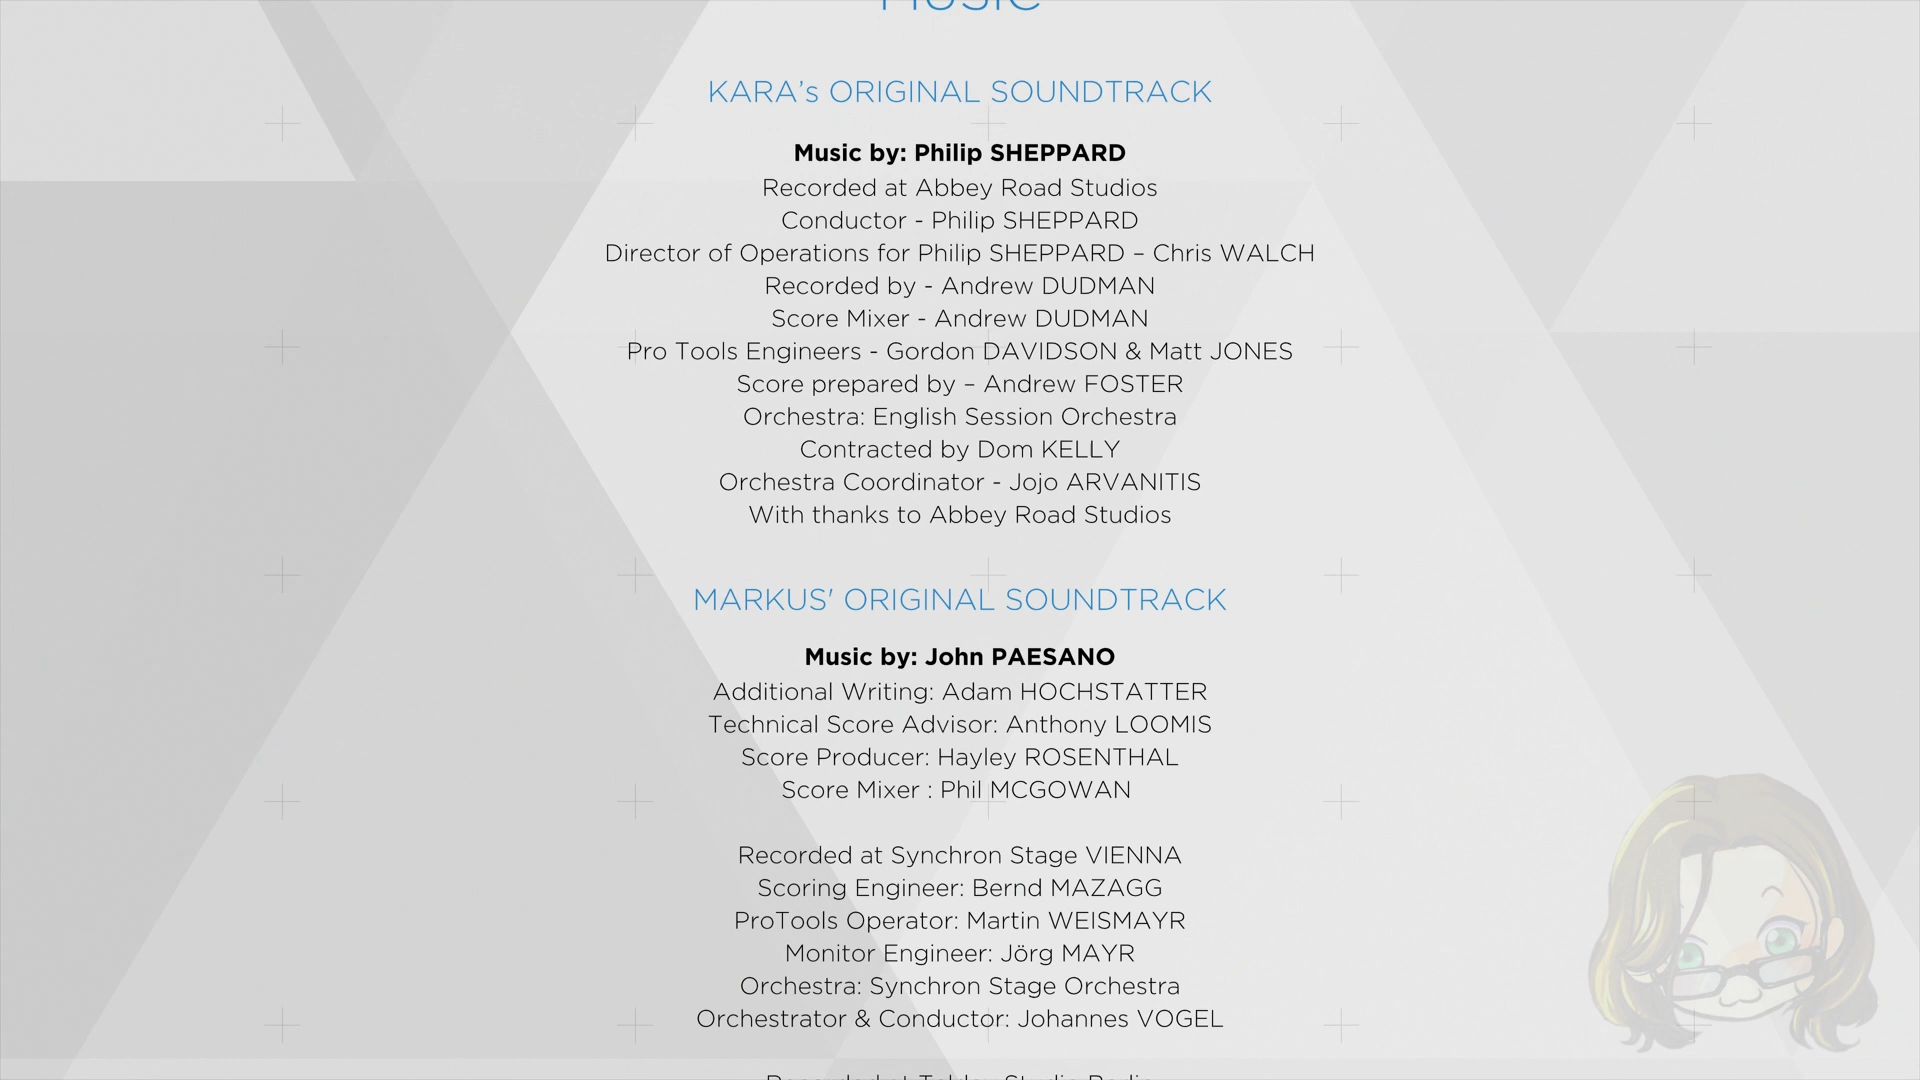 MUSIC
KARA’s ORIGINAL SOUNDTRACK
Music by: Philip SHEPPARD
Recorded at Abbey Road Studios
Conductor - Philip SHEPPARD
Director of Operations for Philip SHEPPARD – Chris WALCH
Recorded by - Andrew DUDMAN
Score Mixer - Andrew DUDMAN
Pro Tools Engineers - Gordon DAVIDSON & Matt JONES
Score prepared by – Andrew FOSTER
Orchestra: English Session Orchestra
Contracted by Dom KELLY
Orchestra Coordinator - Jojo ARVANITIS
With thanks to Abbey Road Studios
MARKUS' ORIGINAL SOUNDTRACK
Music by: John PAESANO
Additional Writing: Adam HOCHSTATTER
Technical Score Advisor: Anthony LOOMIS
Score Producer: Hayley ROSENTHAL
Score Mixer : Phil MCGOWAN
Recorded at Synchron Stage VIENNA
Scoring Engineer: Bernd MAZAGG
ProTools Operator: Martin WEISMAYR
Monitor Engineer: Jörg MAYR
Orchestra: Synchron Stage Orchestra
Orchestrator & Conductor: Johannes VOGEL
Recorded at